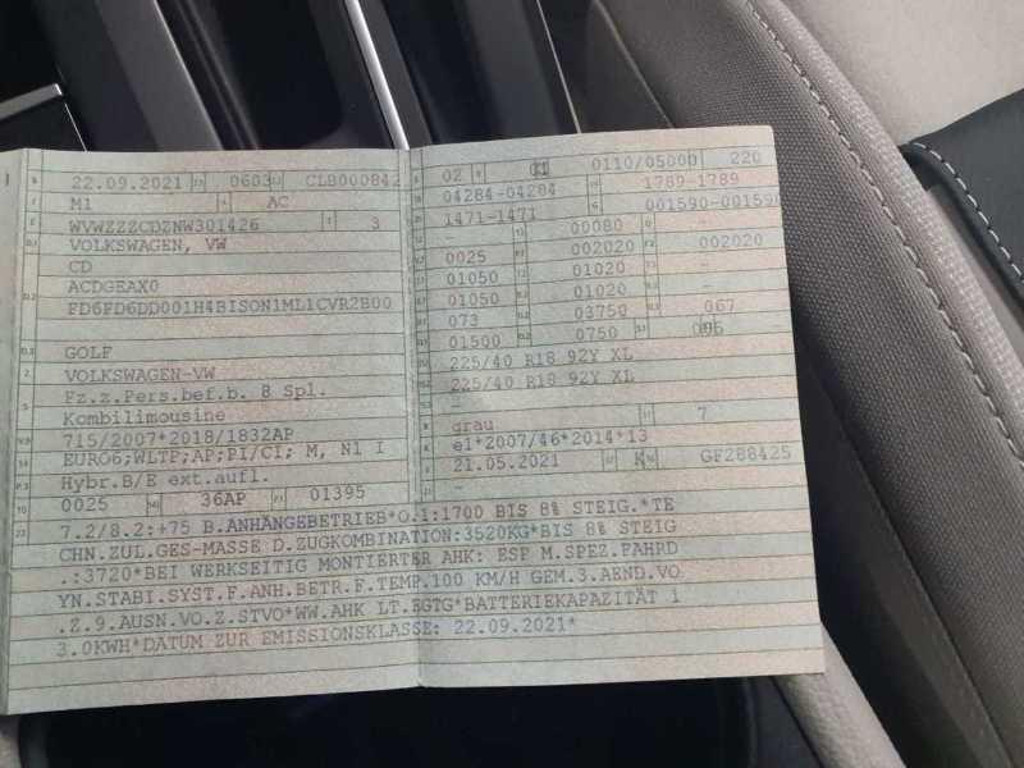 22.09.2021 0603 CLB000842
M1 AC
WVWZZZCDZNW301426 3
VOLKSWAGEN, VW
CD
ACDGEAX0
FD6FD6DD001H4BISON1ML1CVR2B00
GOLF
VOLKSWAGEN-VW
Fz.z.Pers.bef.b. 8 Spl.
Kombilimousine
715/2007*2018/1832AP
EURO6;WLTP;AP;PI/CI; M, N1 I
Hybr.B/E ext.aufl.
0025 36AP 01395
02 01 0110/05000 220
04284-04284 1789-1789
1471-1471 001590-001590
- 00080 -
0025 002020 002020
01050 01020 -
01050 01020 -
073 03750 067
01500 0750 096
225/40 R18 92Y XL
225/40 R18 92Y XL
-
grau 7
e1*2007/46*2014*13
21.05.2021 K GF288425
-
7.2/8.2:+75 B.ANHÄNGEBETRIEB*O.1:1700 BIS 8% STEIG.*TE
CHN.ZUL.GES-MASSE D.ZUGKOMBINATION:3520KG*BIS 8% STEIG
.:3720*BEI WERKSEITIG MONTIERTER AHK: ESP M.SPEZ.FAHRD
YN.STABI.SYST.F.ANH.BETR.F.TEMP.100 KM/H GEM.3.AEND.VO
.Z.9.AUSN.VO.Z.STVO*WW.AHK LT.EGTG*BATTERIEKAPAZITÄT 1
3.0KWH*DATUM ZUR EMISSIONSKLASSE: 22.09.2021*